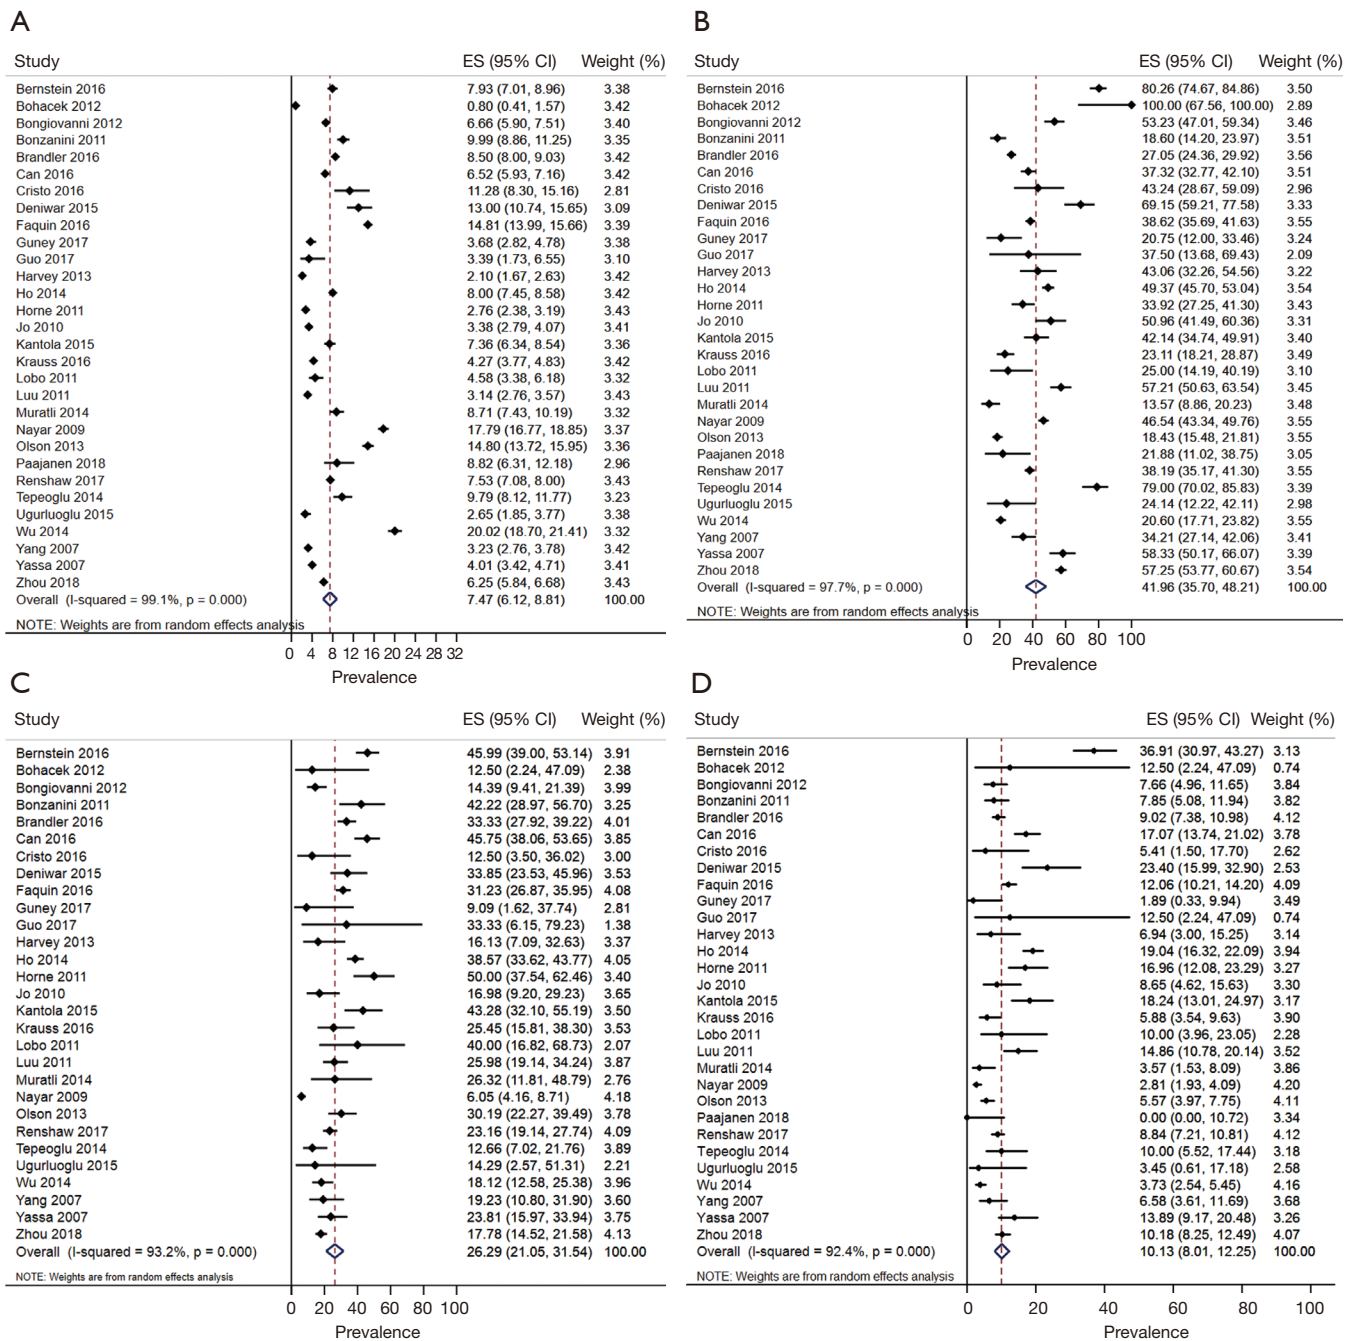 A
Study ES (95% CI) Weight (%)
Bernstein 2016 7.93 (7.01, 8.96) 3.38
Bohacek 2012 0.80 (0.41, 1.57) 3.42
Bongiovanni 2012 6.66 (5.90, 7.51) 3.40
Bonzanini 2011 9.99 (8.86, 11.25) 3.35
Brandler 2016 8.50 (8.00, 9.03) 3.42
Can 2016 6.52 (5.93, 7.16) 3.42
Cristo 2016 11.28 (8.30, 15.16) 2.81
Deniwar 2015 13.00 (10.74, 15.65) 3.09
Faquin 2016 14.81 (13.99, 15.66) 3.39
Guney 2017 3.68 (2.82, 4.78) 3.38
Guo 2017 3.39 (1.73, 6.55) 3.10
Harvey 2013 2.10 (1.67, 2.63) 3.42
Ho 2014 8.00 (7.45, 8.58) 3.42
Horne 2011 2.76 (2.38, 3.19) 3.43
Jo 2010 3.38 (2.79, 4.07) 3.41
Kantola 2015 7.36 (6.34, 8.54) 3.36
Krauss 2016 4.27 (3.77, 4.83) 3.42
Lobo 2011 4.58 (3.38, 6.18) 3.32
Luu 2011 3.14 (2.76, 3.57) 3.43
Muratli 2014 8.71 (7.43, 10.19) 3.32
Nayar 2009 17.79 (16.77, 18.85) 3.37
Olson 2013 14.80 (13.72, 15.95) 3.36
Paajanen 2018 8.82 (6.31, 12.18) 2.96
Renshaw 2017 7.53 (7.08, 8.00) 3.43
Tepeoglu 2014 9.79 (8.12, 11.77) 3.23
Ugurluoglu 2015 2.65 (1.85, 3.77) 3.38
Wu 2014 20.02 (18.70, 21.41) 3.32
Yang 2007 3.23 (2.76, 3.78) 3.42
Yassa 2007 4.01 (3.42, 4.71) 3.41
Zhou 2018 6.25 (5.84, 6.68) 3.43
Overall (I-squared = 99.1%, p = 0.000) 7.47 (6.12, 8.81) 100.00
NOTE: Weights are from random effects analysis
0 4 8 12 16 20 24 28 32
Prevalence
B
Study ES (95% CI) Weight (%)
Bernstein 2016 80.26 (74.67, 84.86) 3.50
Bohacek 2012 100.00 (67.56, 100.00) 2.89
Bongiovanni 2012 53.23 (47.01, 59.34) 3.46
Bonzanini 2011 18.60 (14.20, 23.97) 3.51
Brandler 2016 27.05 (24.36, 29.92) 3.56
Can 2016 37.32 (32.77, 42.10) 3.51
Cristo 2016 43.24 (28.67, 59.09) 2.96
Deniwar 2015 69.15 (59.21, 77.58) 3.33
Faquin 2016 38.62 (35.69, 41.63) 3.55
Guney 2017 20.75 (12.00, 33.46) 3.24
Guo 2017 37.50 (13.68, 69.43) 2.09
Harvey 2013 43.06 (32.26, 54.56) 3.22
Ho 2014 49.37 (45.70, 53.04) 3.54
Horne 2011 33.92 (27.25, 41.30) 3.43
Jo 2010 50.96 (41.49, 60.36) 3.31
Kantola 2015 42.14 (34.74, 49.91) 3.40
Krauss 2016 23.11 (18.21, 28.87) 3.49
Lobo 2011 25.00 (14.19, 40.19) 3.10
Luu 2011 57.21 (50.63, 63.54) 3.45
Muratli 2014 13.57 (8.86, 20.23) 3.48
Nayar 2009 46.54 (43.34, 49.76) 3.55
Olson 2013 18.43 (15.48, 21.81) 3.55
Paajanen 2018 21.88 (11.02, 38.75) 3.05
Renshaw 2017 38.19 (35.17, 41.30) 3.55
Tepeoglu 2014 79.00 (70.02, 85.83) 3.39
Ugurluoglu 2015 24.14 (12.22, 42.11) 2.98
Wu 2014 20.60 (17.71, 23.82) 3.55
Yang 2007 34.21 (27.14, 42.06) 3.41
Yassa 2007 58.33 (50.17, 66.07) 3.39
Zhou 2018 57.25 (53.77, 60.67) 3.54
Overall (I-squared = 97.7%, p = 0.000) 41.96 (35.70, 48.21) 100.00
NOTE: Weights are from random effects analysis
0 20 40 60 80 100
Prevalence
C
Study ES (95% CI) Weight (%)
Bernstein 2016 45.99 (39.00, 53.14) 3.91
Bohacek 2012 12.50 (2.24, 47.09) 2.38
Bongiovanni 2012 14.39 (9.41, 21.39) 3.99
Bonzanini 2011 42.22 (28.97, 56.70) 3.25
Brandler 2016 33.33 (27.92, 39.22) 4.01
Can 2016 45.75 (38.06, 53.65) 3.85
Cristo 2016 12.50 (3.50, 36.02) 3.00
Deniwar 2015 33.85 (23.53, 45.96) 3.53
Faquin 2016 31.23 (26.87, 35.95) 4.08
Guney 2017 9.09 (1.62, 37.74) 2.81
Guo 2017 33.33 (6.15, 79.23) 1.38
Harvey 2013 16.13 (7.09, 32.63) 3.37
Ho 2014 38.57 (33.62, 43.77) 4.05
Horne 2011 50.00 (37.54, 62.46) 3.40
Jo 2010 16.98 (9.20, 29.23) 3.65
Kantola 2015 43.28 (32.10, 55.19) 3.50
Krauss 2016 25.45 (15.81, 38.30) 3.53
Lobo 2011 40.00 (16.82, 68.73) 2.07
Luu 2011 25.98 (19.14, 34.24) 3.87
Muratli 2014 26.32 (11.81, 48.79) 2.76
Nayar 2009 6.05 (4.16, 8.71) 4.18
Olson 2013 30.19 (22.27, 39.49) 3.78
Renshaw 2017 23.16 (19.14, 27.74) 4.09
Tepeoglu 2014 12.66 (7.02, 21.76) 3.89
Ugurluoglu 2015 14.29 (2.57, 51.31) 2.21
Wu 2014 18.12 (12.58, 25.38) 3.96
Yang 2007 19.23 (10.80, 31.90) 3.60
Yassa 2007 23.81 (15.97, 33.94) 3.75
Zhou 2018 17.78 (14.52, 21.58) 4.13
Overall (I-squared = 93.2%, p = 0.000) 26.29 (21.05, 31.54) 100.00
NOTE: Weights are from random effects analysis
0 20 40 60 80 100
Prevalence
D
Study ES (95% CI) Weight (%)
Bernstein 2016 36.91 (30.97, 43.27) 3.13
Bohacek 2012 12.50 (2.24, 47.09) 0.74
Bongiovanni 2012 7.66 (4.96, 11.65) 3.84
Bonzanini 2011 7.85 (5.08, 11.94) 3.82
Brandler 2016 9.02 (7.38, 10.98) 4.12
Can 2016 17.07 (13.74, 21.02) 3.78
Cristo 2016 5.41 (1.50, 17.70) 2.62
Deniwar 2015 23.40 (15.99, 32.90) 2.53
Faquin 2016 12.06 (10.21, 14.20) 4.09
Guney 2017 1.89 (0.33, 9.94) 3.49
Guo 2017 12.50 (2.24, 47.09) 0.74
Harvey 2013 6.94 (3.00, 15.25) 3.14
Ho 2014 19.04 (16.32, 22.09) 3.94
Horne 2011 16.96 (12.08, 23.29) 3.27
Jo 2010 8.65 (4.62, 15.63) 3.30
Kantola 2015 18.24 (13.01, 24.97) 3.17
Krauss 2016 5.88 (3.54, 9.63) 3.90
Lobo 2011 10.00 (3.96, 23.05) 2.28
Luu 2011 14.86 (10.78, 20.14) 3.52
Muratli 2014 3.57 (1.53, 8.09) 3.86
Nayar 2009 2.81 (1.93, 4.09) 4.20
Olson 2013 5.57 (3.97, 7.75) 4.11
Paajanen 2018 0.00 (0.00, 10.72) 3.34
Renshaw 2017 8.84 (7.21, 10.81) 4.12
Tepeoglu 2014 10.00 (5.52, 17.44) 3.18
Ugurluoglu 2015 3.45 (0.61, 17.18) 2.58
Wu 2014 3.73 (2.54, 5.45) 4.16
Yang 2007 6.58 (3.61, 11.69) 3.68
Yassa 2007 13.89 (9.17, 20.48) 3.26
Zhou 2018 10.18 (8.25, 12.49) 4.07
Overall (I-squared = 92.4%, p = 0.000) 10.13 (8.01, 12.25) 100.00
NOTE: Weights are from random effects analysis
0 20 40 60 80 100
Prevalence